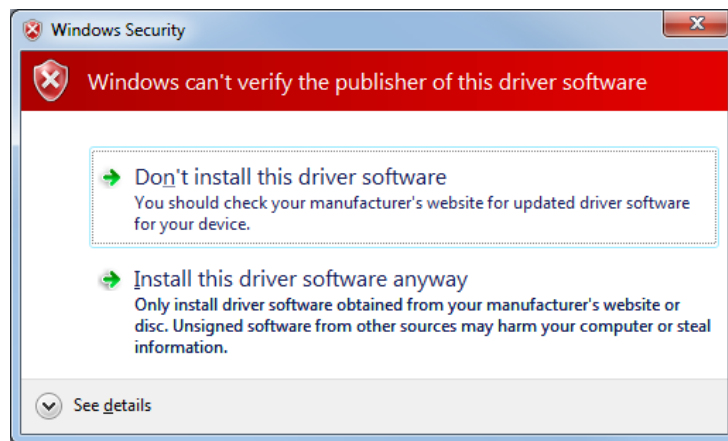 Windows Security
Windows can't verify the publisher of this driver software
Don't install this driver software
You should check your manufacturer's website for updated driver software
for your device.
Install this driver software anyway
Only install driver software obtained from your manufacturer's website or
disc. Unsigned software from other sources may harm your computer or steal
information.
See details